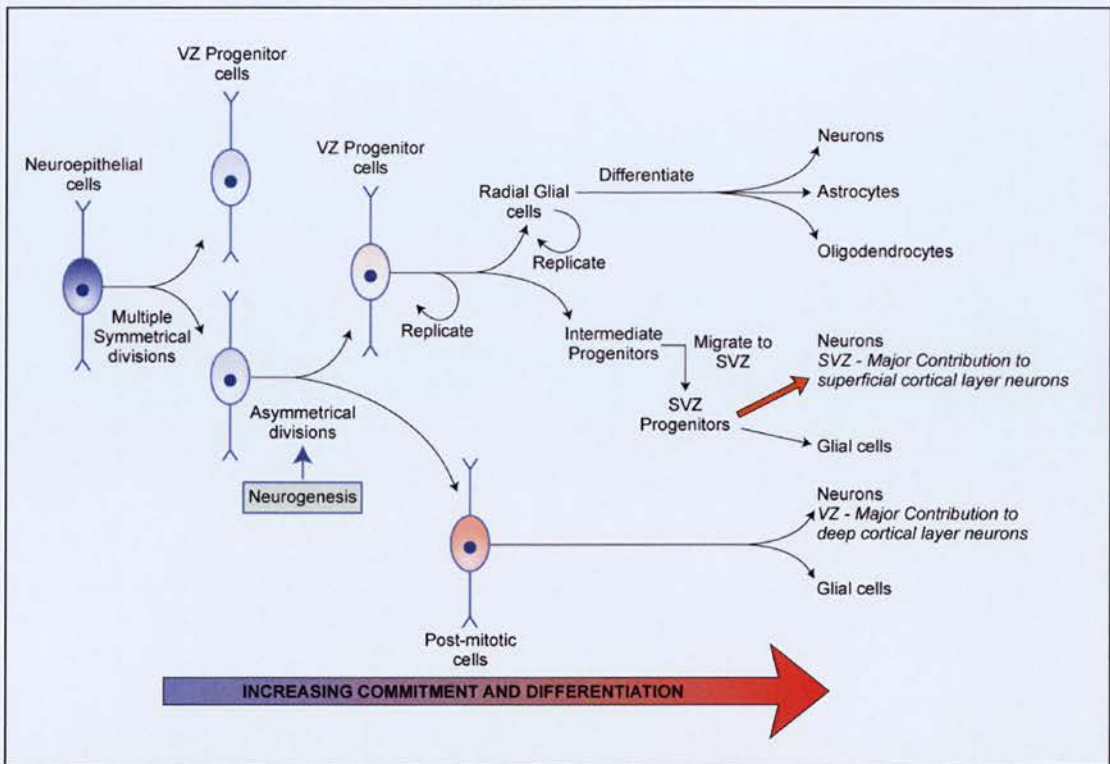 VZ Progenitor
cells
Neuroepithelial
cells
Multiple
Symmetrical
divisions
VZ Progenitor
cells
Replicate
Asymmetrical
divisions
Neurogenesis
Radial Glial
cells
Replicate
Differentiate
Neurons
Astrocytes
Oligodendrocytes
Intermediate
Progenitors
Migrate to
SVZ
SVZ
Progenitors
Neurons
SVZ - Major Contribution to
superficial cortical layer neurons
Glial cells
Post-mitotic
cells
Neurons
VZ - Major Contribution to
deep cortical layer neurons
Glial cells
INCREASING COMMITMENT AND DIFFERENTIATION